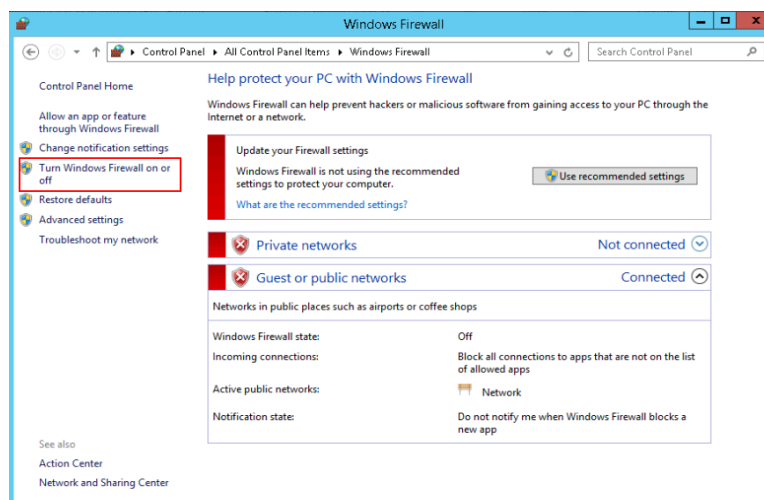 Windows Firewall
Control Panel ▸ All Control Panel Items ▸ Windows Firewall
Search Control Panel
Control Panel Home
Allow an app or feature
through Windows Firewall
Change notification settings
Turn Windows Firewall on or
off
Restore defaults
Advanced settings
Troubleshoot my network
See also
Action Center
Network and Sharing Center
Help protect your PC with Windows Firewall
Windows Firewall can help prevent hackers or malicious software from gaining access to your PC through the
Internet or a network.
Update your Firewall settings
Windows Firewall is not using the recommended
settings to protect your computer.
What are the recommended settings?
Use recommended settings
Private networks Not connected
Guest or public networks Connected
Networks in public places such as airports or coffee shops
Windows Firewall state: Off
Incoming connections: Block all connections to apps that are not on the list
of allowed apps
Active public networks: Network
Notification state: Do not notify me when Windows Firewall blocks a
new app